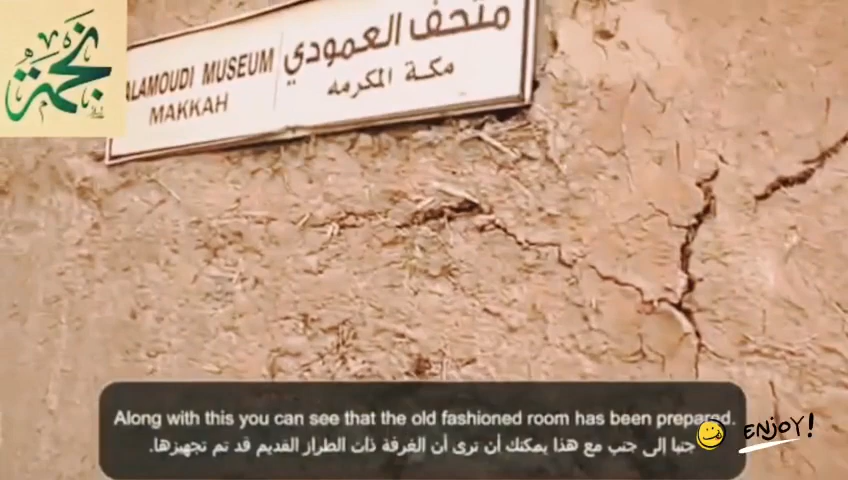 نجمة
متحف العمودي
ALAMOUDI MUSEUM
مكة المكرمه
MAKKAH
Along with this you can see that the old fashioned room has been prepared.
جنبا إلى جنب مع هذا يمكنك أن ترى أن الغرفة ذات الطراز القديم قد تم تجهيزها.
ENJOY!